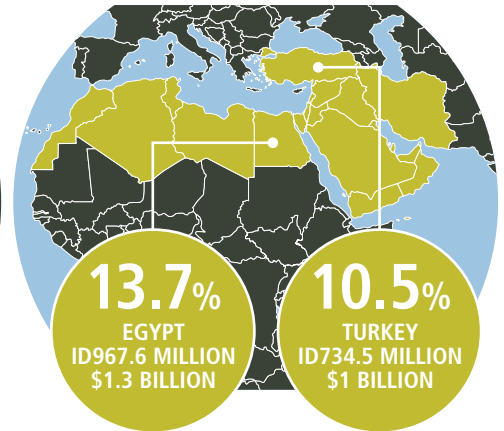 13.7%
EGYPT
ID967.6 MILLION
$1.3 BILLION
10.5%
TURKEY
ID734.5 MILLION
$1 BILLION